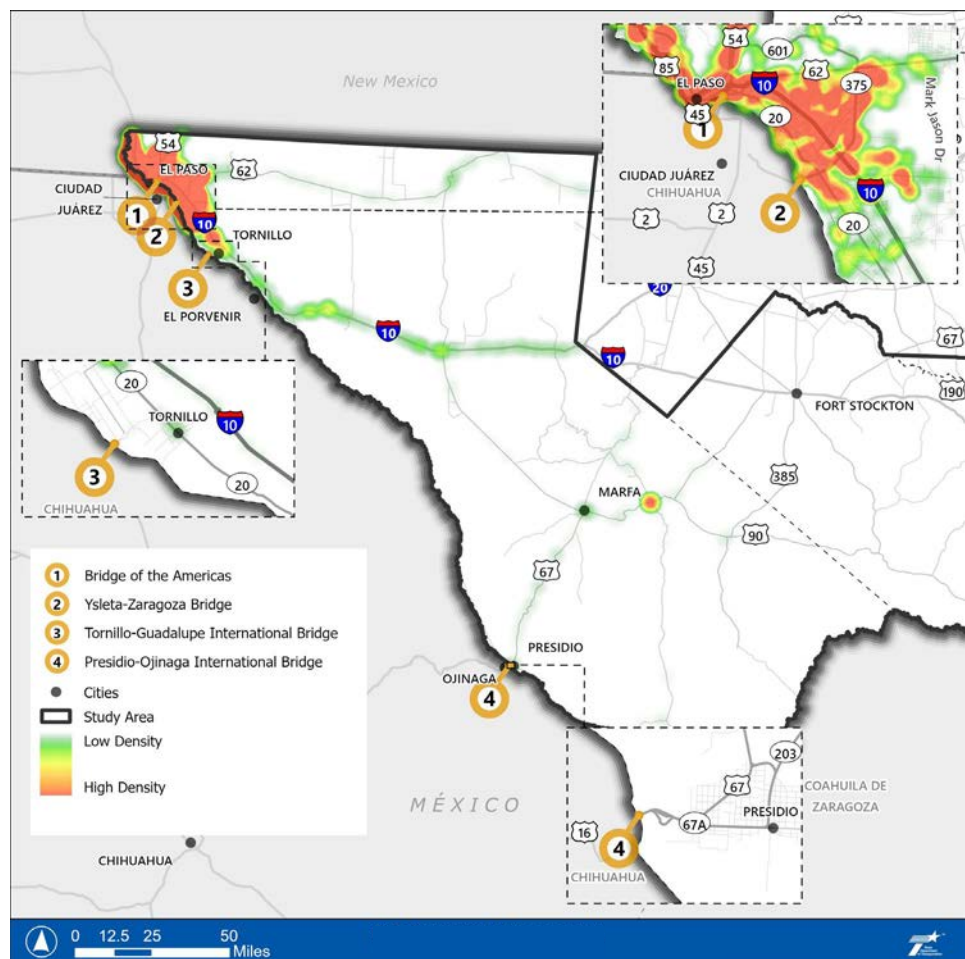 New Mexico
54
EL PASO
62
CIUDAD
JUÁREZ
1
2
10
TORNILLO
3
EL PORVENIR
10
10
20
67
190
FORT STOCKTON
385
MARFA
90
67
PRESIDIO
OJINAGA
4
MÉXICO
CHIHUAHUA
COAHUILA DE
ZARAGOZA
54
601
85
62
EL PASO
10
375
Mark Jason Dr
45
1
20
CIUDAD JUÁREZ
CHIHUAHUA
2
10
2
2
20
45
20
TORNILLO
10
3
20
CHIHUAHUA
203
67
PRESIDIO
67A
16
4
CHIHUAHUA
1 Bridge of the Americas
2 Ysleta-Zaragoza Bridge
3 Tornillo-Guadalupe International Bridge
4 Presidio-Ojinaga International Bridge
Cities
Study Area
Low Density
High Density
0 12.5 25 50
Miles